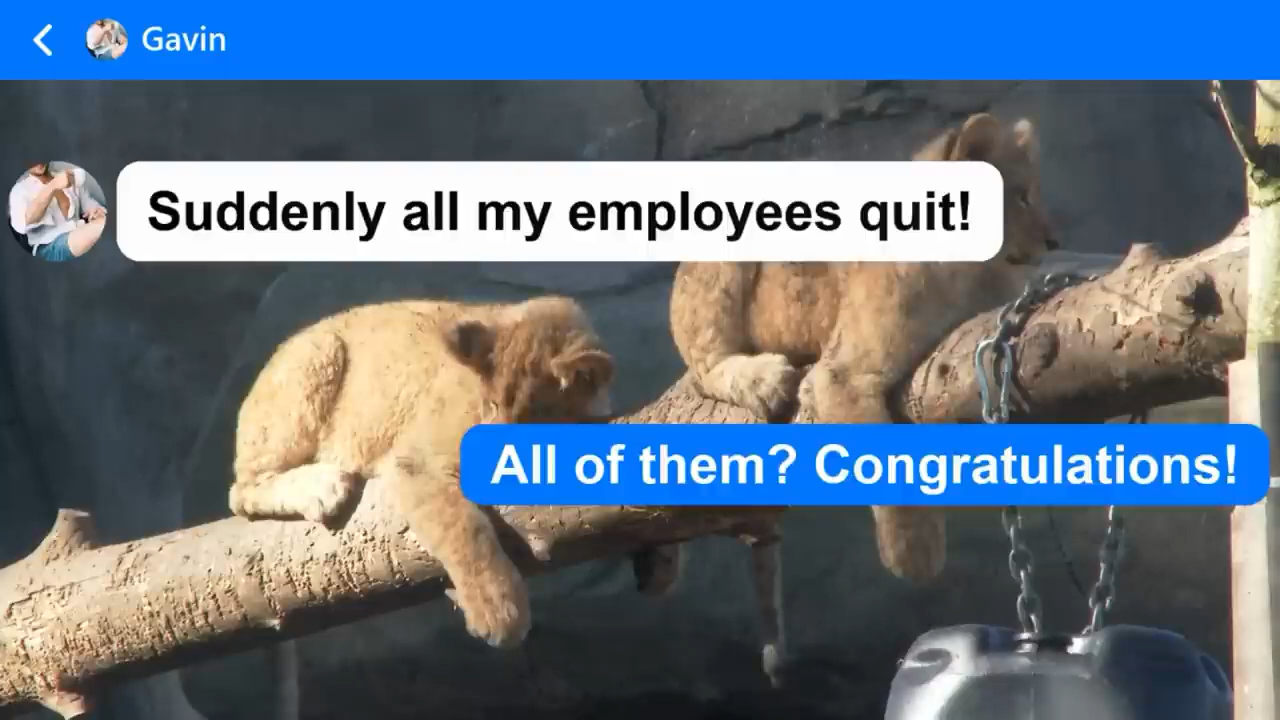 Gavin
Suddenly all my employees quit!
All of them? Congratulations!